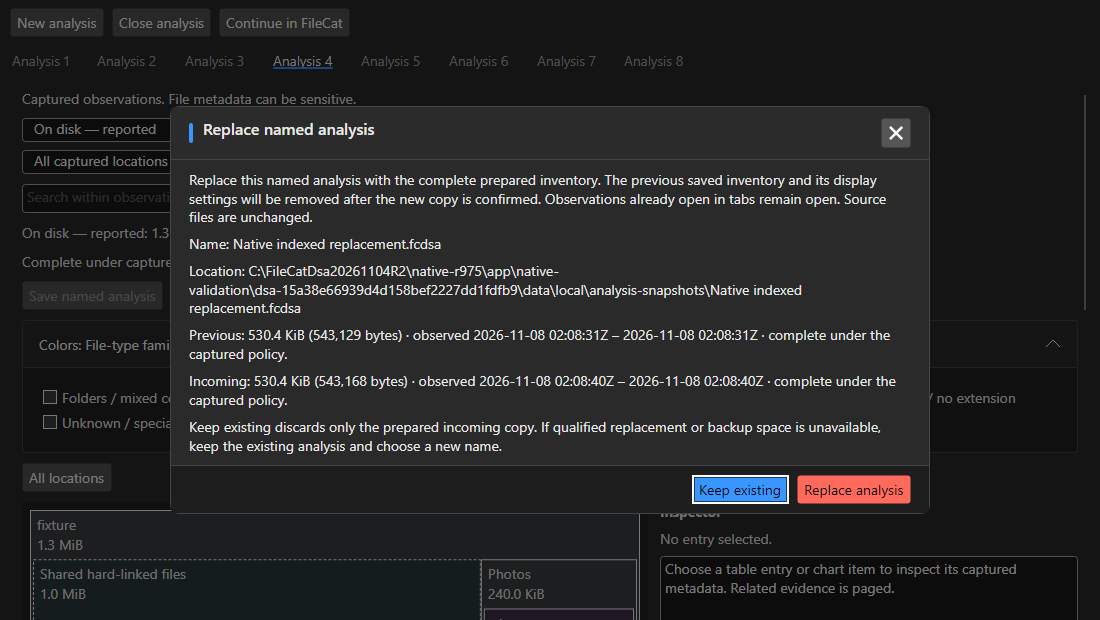 New analysis Close analysis Continue in FileCat
Analysis 1 Analysis 2 Analysis 3 Analysis 4 Analysis 5 Analysis 6 Analysis 7 Analysis 8
Captured observations. File metadata can be sensitive.
On disk — reported
All captured locations
Search within observati
On disk — reported: 1.3
Complete under capture
Save named analysis
Colors: File-type fami
Folders / mixed co
/ no extension
Unknown / specia
All locations
Replace named analysis
Replace this named analysis with the complete prepared inventory. The previous saved inventory and its display
settings will be removed after the new copy is confirmed. Observations already open in tabs remain open. Source
files are unchanged.
Name: Native indexed replacement.fcdsa
Location: C:\FileCatDsa20261104R2\native-r975\app\native-
validation\dsa-15a38e66939d4d158bef2227dd1fdfb9\data\local\analysis-snapshots\Native indexed
replacement.fcdsa
Previous: 530.4 KiB (543,129 bytes) · observed 2026-11-08 02:08:31Z – 2026-11-08 02:08:31Z · complete under the
captured policy.
Incoming: 530.4 KiB (543,168 bytes) · observed 2026-11-08 02:08:40Z – 2026-11-08 02:08:40Z · complete under the
captured policy.
Keep existing discards only the prepared incoming copy. If qualified replacement or backup space is unavailable,
keep the existing analysis and choose a new name.
Keep existing Replace analysis
fixture
1.3 MiB
Shared hard-linked files
1.0 MiB
Photos
240.0 KiB
Inspector
No entry selected.
Choose a table entry or chart item to inspect its captured
metadata. Related evidence is paged.